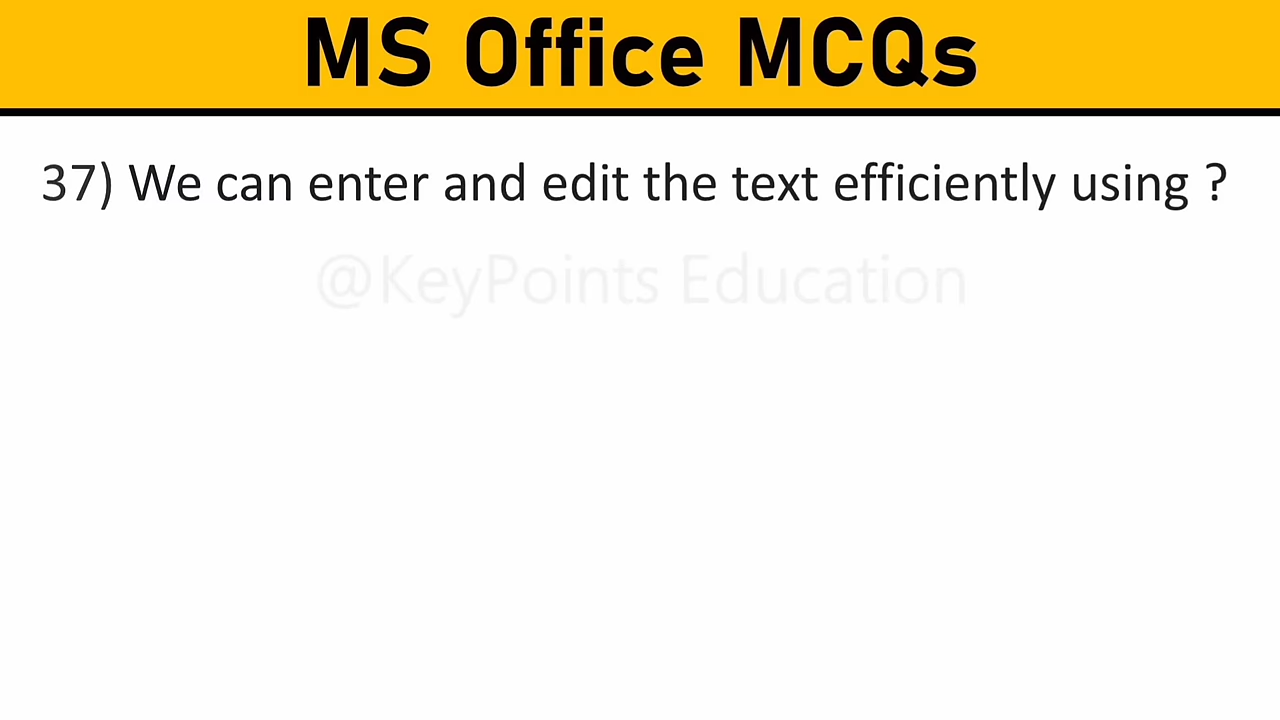 MS Office MCQs
37) We can enter and edit the text efficiently using ?
@KeyPoints Education